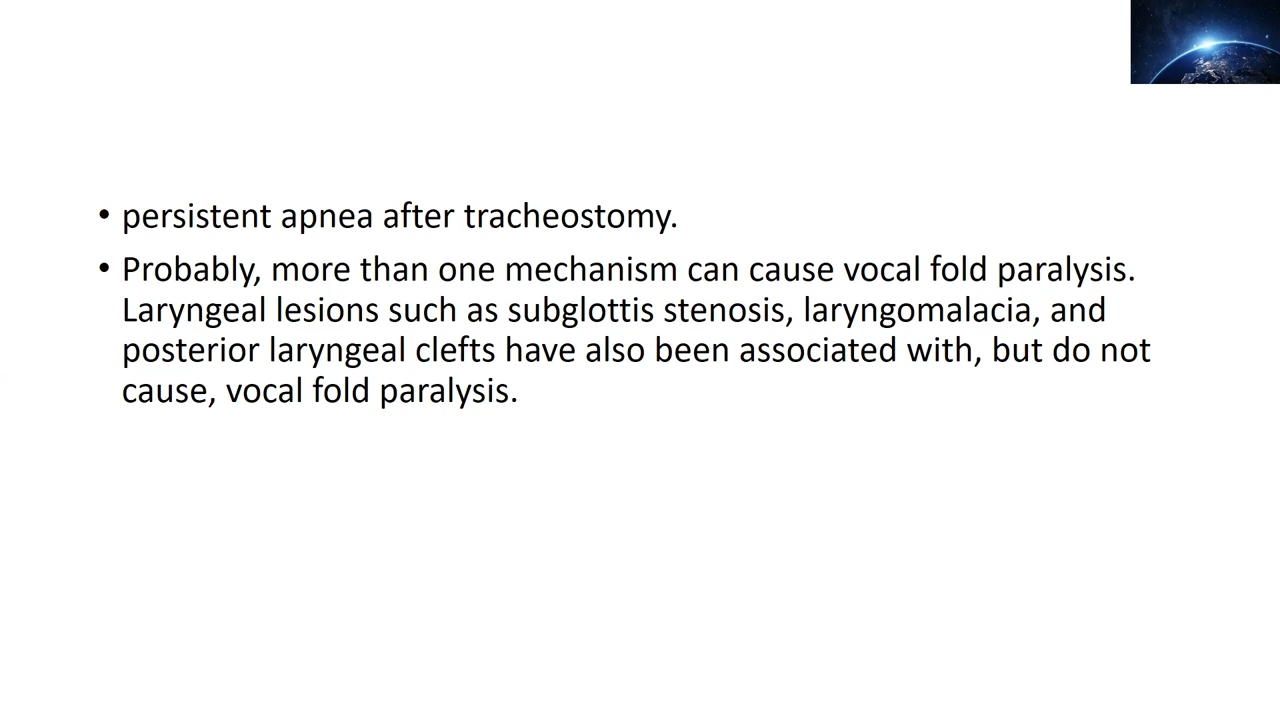 • persistent apnea after tracheostomy.
• Probably, more than one mechanism can cause vocal fold paralysis.
Laryngeal lesions such as subglottis stenosis, laryngomalacia, and
posterior laryngeal clefts have also been associated with, but do not
cause, vocal fold paralysis.